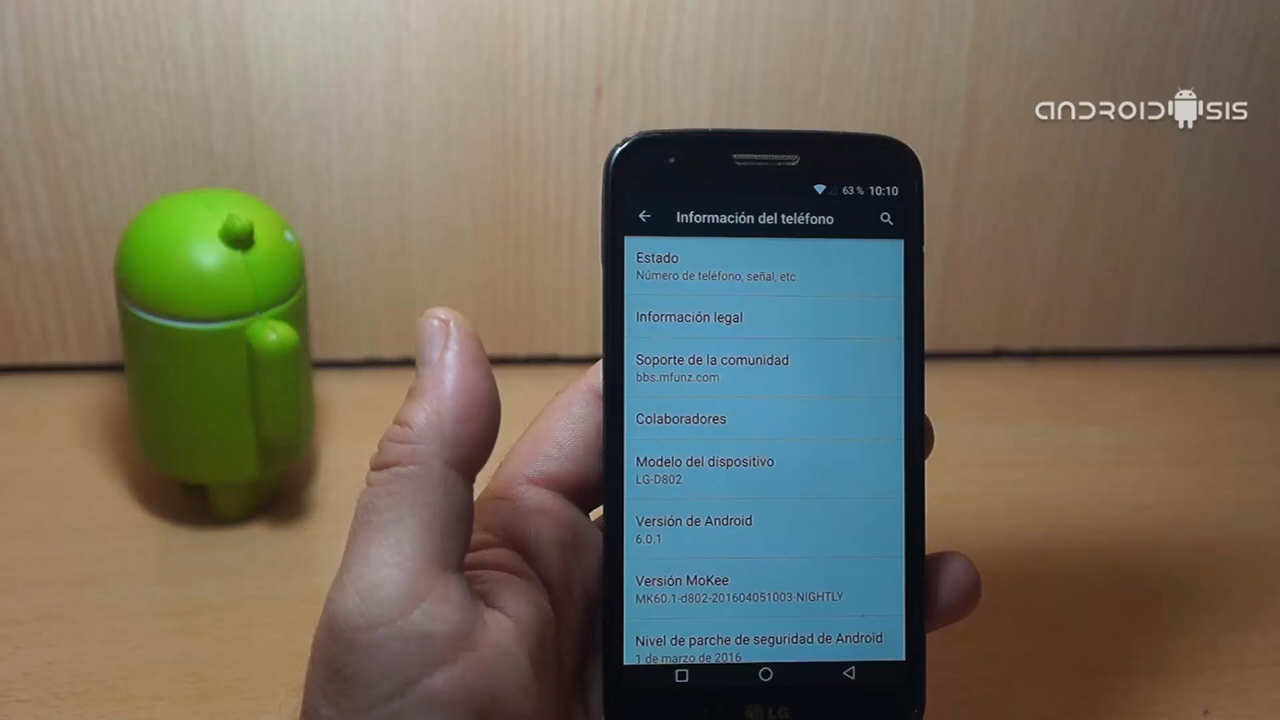 ANDROIDSIS
63 % 10:10
Información del teléfono
Estado
Número de teléfono, señal, etc.
Información legal
Soporte de la comunidad
bbs.mfunz.com
Colaboradores
Modelo del dispositivo
LG-D802
Versión de Android
6.0.1
Versión MoKee
MK60.1-d802-201604051003-NIGHTLY
Nivel de parche de seguridad de Android
1 de marzo de 2016
LG